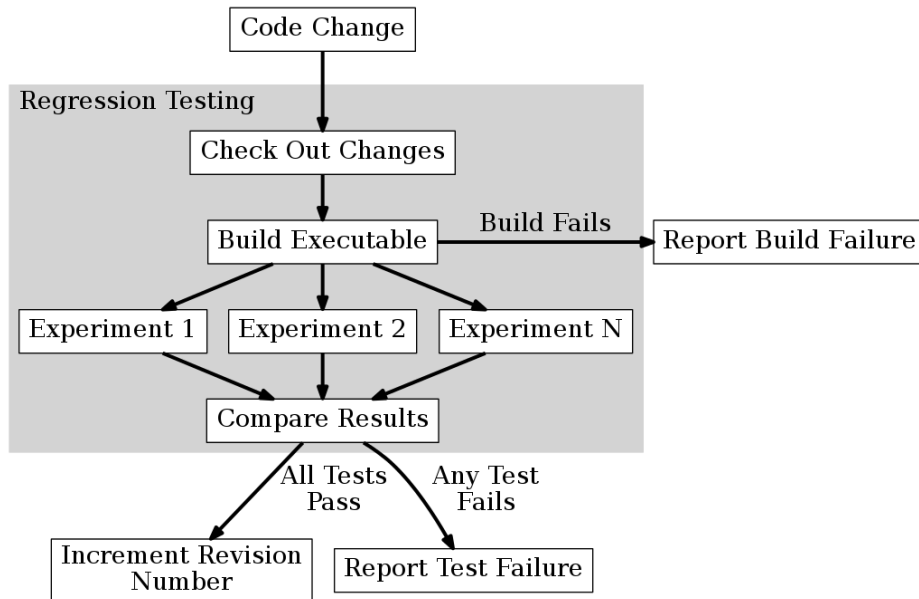 Code Change
Regression Testing
Check Out Changes
Build Executable
Build Fails
Report Build Failure
Experiment 1
Experiment 2
Experiment N
Compare Results
All Tests
Pass
Any Test
Fails
Increment Revision
Number
Report Test Failure